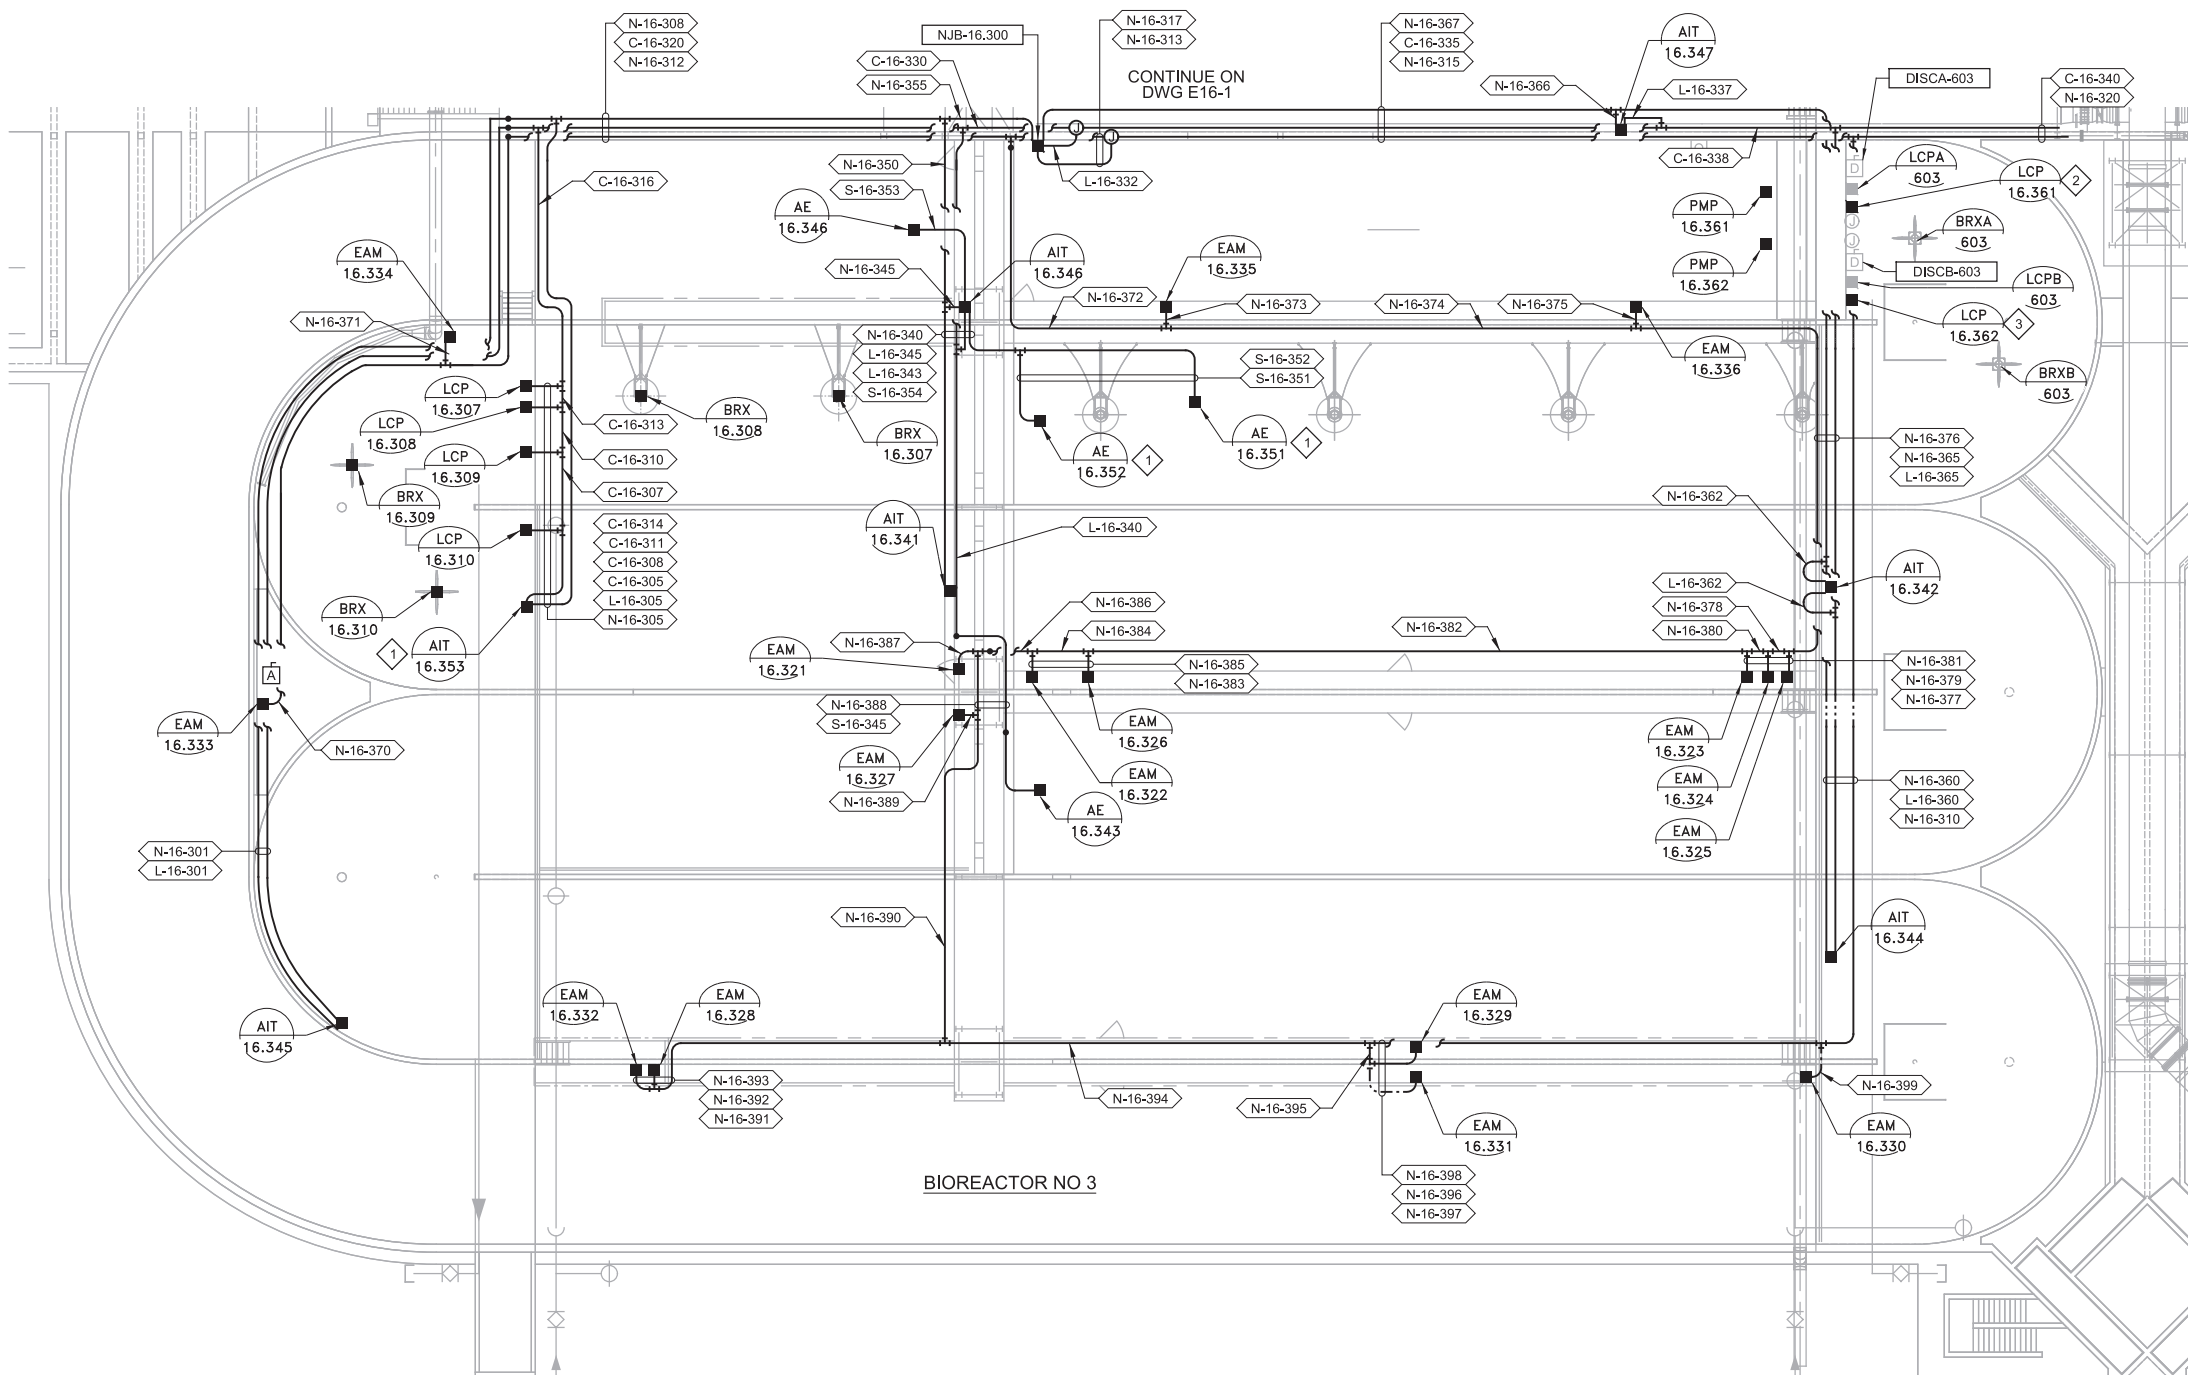 N-16-308
C-16-320
N-16-312
NJB-16.300
C-16-330
N-16-355
N-16-317
N-16-313
CONTINUE ON
DWG E16-1
N-16-367
C-16-335
N-16-315
N-16-366
AIT
16.347
L-16-337
DISCA-603
C-16-340
N-16-320
C-16-316
N-16-350
S-16-353
L-16-332
C-16-338
D
LCPA
603
LCP
16.361
2
AE
16.346
PMP
16.361
J
J
J
J
BRXA
603
EAM
16.334
N-16-345
AIT
16.346
EAM
16.335
PMP
16.362
D
DISCB-603
LCPB
603
N-16-371
N-16-372
N-16-373
N-16-374
N-16-375
LCP
16.362
3
N-16-340
L-16-345
L-16-343
S-16-354
S-16-352
S-16-351
EAM
16.336
BRXB
603
LCP
16.307
LCP
16.308
C-16-313
BRX
16.308
BRX
16.307
AE
16.352
1
AE
16.351
1
LCP
16.309
C-16-310
C-16-307
BRX
16.309
N-16-376
N-16-365
L-16-365
N-16-362
LCP
16.310
C-16-314
C-16-311
C-16-308
C-16-305
L-16-305
N-16-305
AIT
16.341
L-16-340
L-16-362
N-16-378
N-16-380
AIT
16.342
BRX
16.310
1
AIT
16.353
N-16-386
N-16-384
N-16-387
N-16-382
EAM
16.321
N-16-385
N-16-383
N-16-381
N-16-379
N-16-377
A
EAM
16.333
N-16-370
N-16-388
S-16-345
EAM
16.327
N-16-389
EAM
16.326
EAM
16.322
AE
16.343
EAM
16.323
EAM
16.324
EAM
16.325
N-16-360
L-16-360
N-16-310
N-16-301
L-16-301
N-16-390
AIT
16.344
AIT
16.345
EAM
16.332
EAM
16.328
EAM
16.329
N-16-393
N-16-392
N-16-391
N-16-394
N-16-395
EAM
16.331
N-16-399
EAM
16.330
N-16-398
N-16-396
N-16-397
BIOREACTOR NO 3